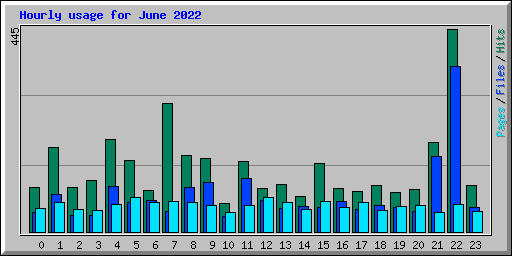 Hourly usage for June 2022
445
Pages/Files/Hits
0 1 2 3 4 5 6 7 8 9 10 11 12 13 14 15 16 17 18 19 20 21 22 23